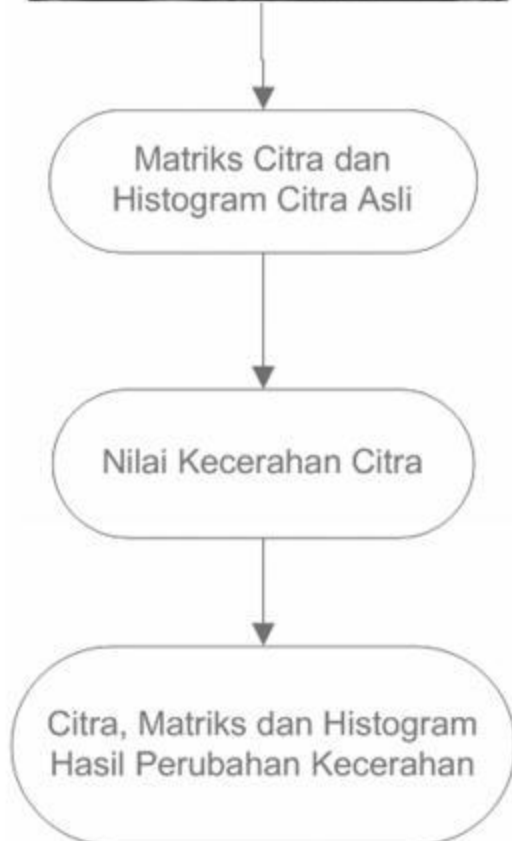 Matriks Citra dan
Histogram Citra Asli
Nilai Kecerahan Citra
Citra, Matriks dan Histogram
Hasil Perubahan Kecerahan